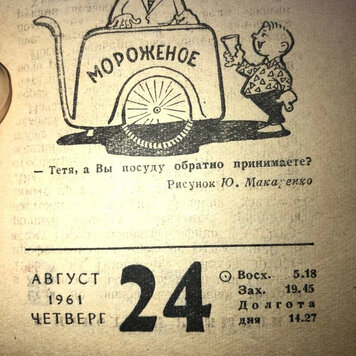 МОРОЖЕНОЕ
— Тетя, а Вы посуду обратно принимаете?
Рисунок Ю. Макаренко
АВГУСТ
1961
ЧЕТВЕРГ
24
Восх. 5.18
Зах. 19.45
Долгота
дня 14.27